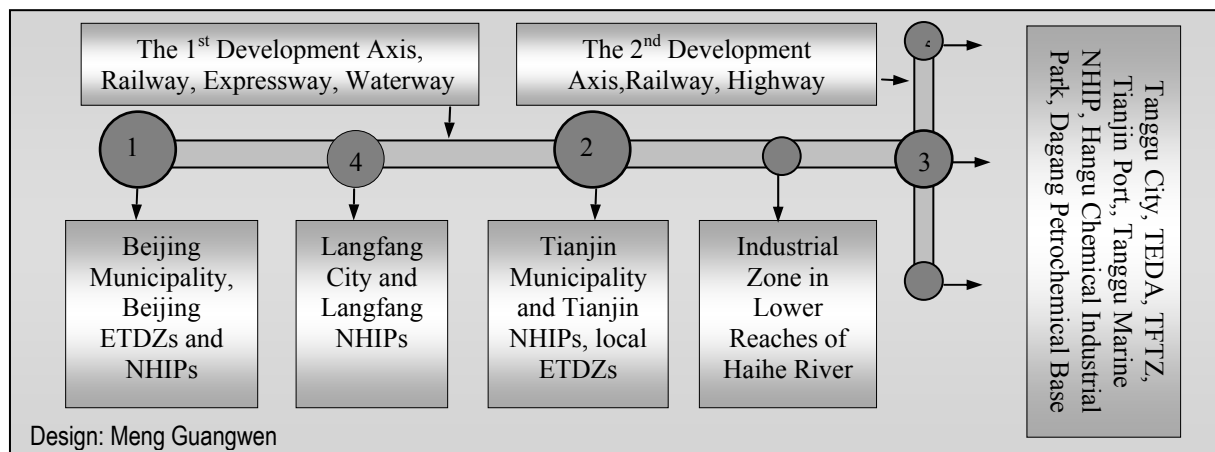 The 1st Development Axis,
Railway, Expressway, Waterway
The 2nd Development
Axis,Railway, Highway
1
4
2
3
Beijing
Municipality,
Beijing
ETDZs and
NHIPs
Langfang
City and
Langfang
NHIPs
Tianjin
Municipality
and Tianjin
NHIPs, local
ETDZs
Industrial
Zone in
Lower
Reaches of
Haihe River
Tanggu City, TEDA, TFTZ,
Tianjin Port,, Tanggu Marine
NHIP, Hangu Chemical Industrial
Park, Dagang Petrochemical Base
Design: Meng Guangwen